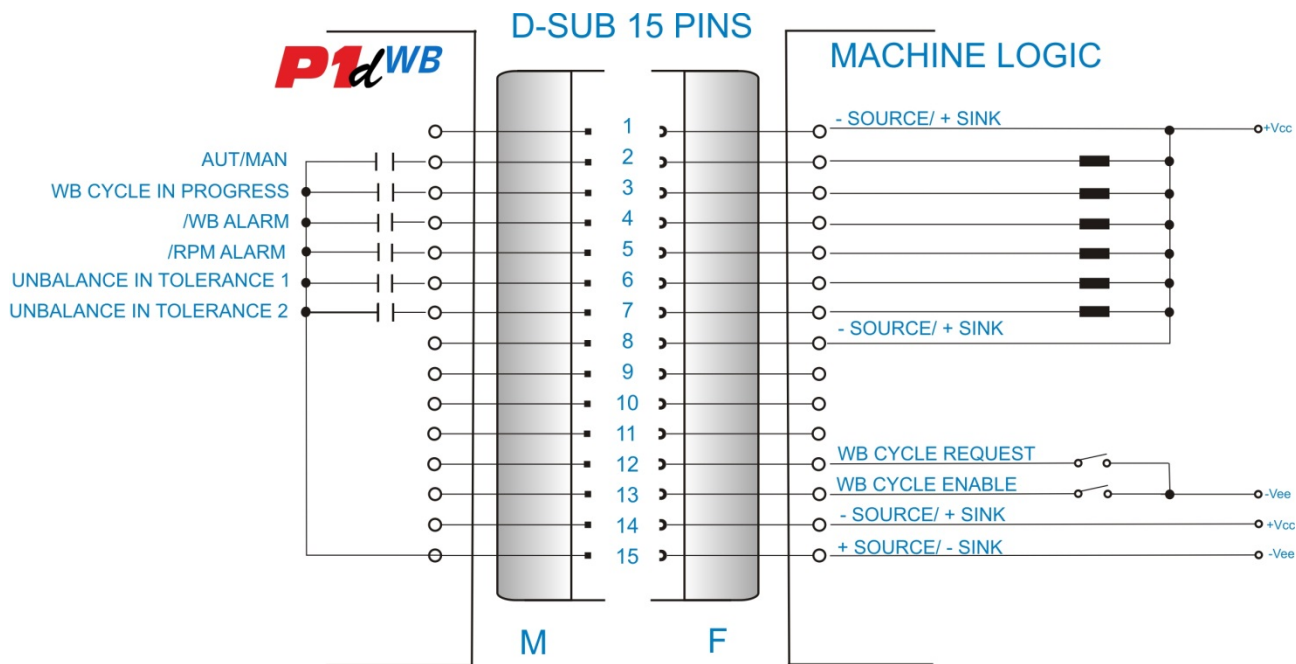 D-SUB 15 PINS
P1dWB
MACHINE LOGIC
1 - SOURCE/ + SINK +Vcc
AUT/MAN 2
WB CYCLE IN PROGRESS 3
/WB ALARM 4
/RPM ALARM 5
UNBALANCE IN TOLERANCE 1 6
UNBALANCE IN TOLERANCE 2 7
8 - SOURCE/ + SINK
9
10
11
12 WB CYCLE REQUEST
13 WB CYCLE ENABLE -Vee
14 - SOURCE/ + SINK +Vcc
15 + SOURCE/ - SINK -Vee
M F